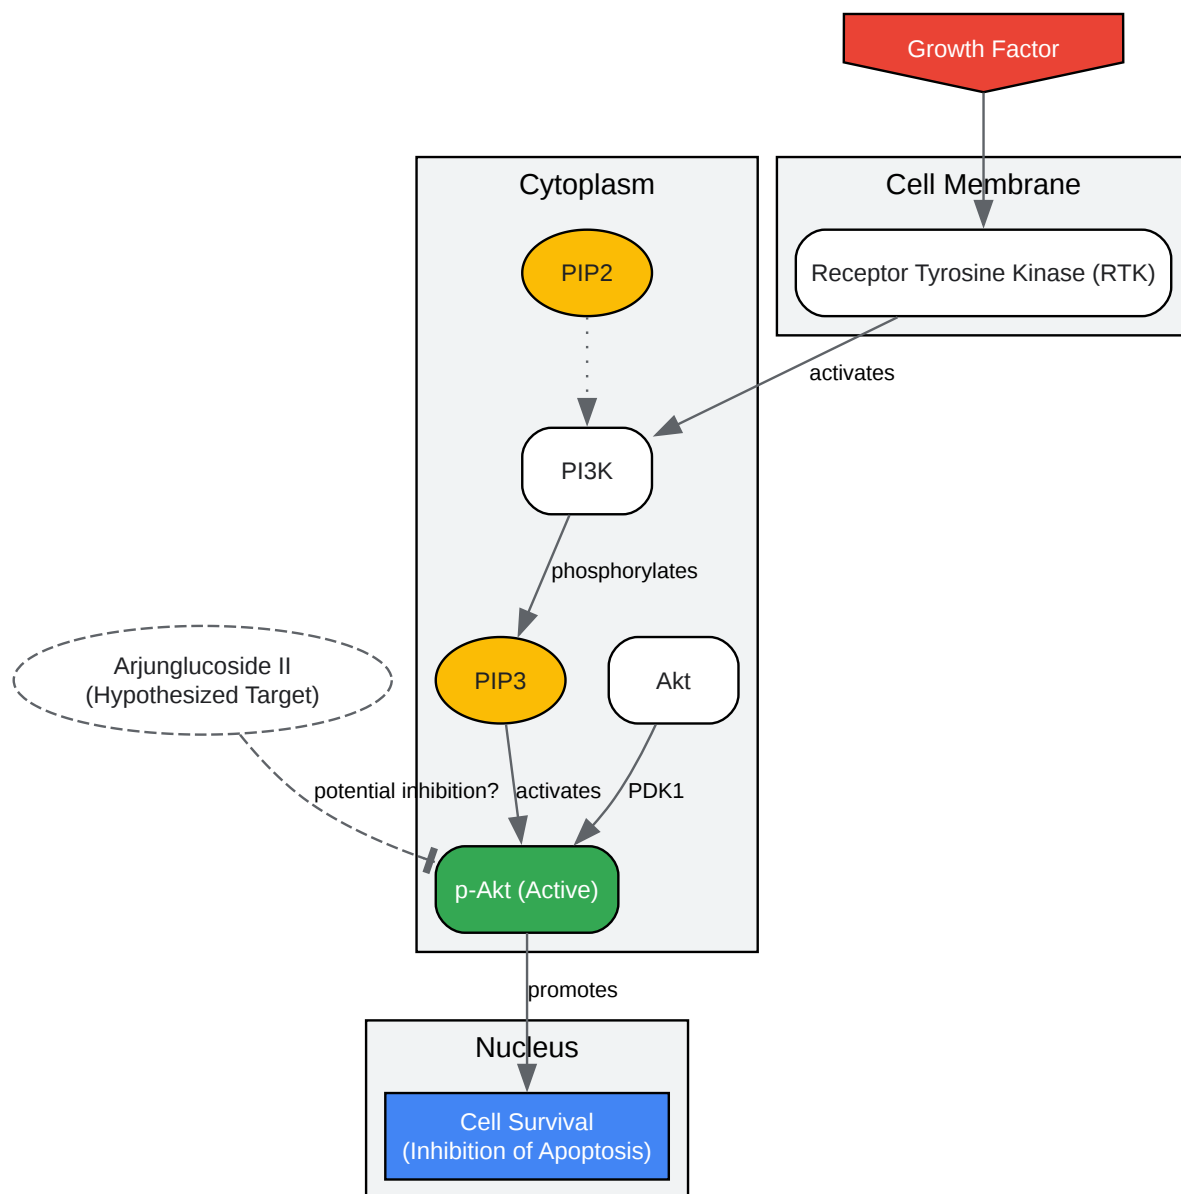 Growth Factor
Cytoplasm
Cell Membrane
PIP2
Receptor Tyrosine Kinase (RTK)
activates
PI3K
phosphorylates
Arjunglucoside II
(Hypothesized Target)
PIP3
Akt
potential inhibition?
activates
PDK1
p-Akt (Active)
promotes
Nucleus
Cell Survival
(Inhibition of Apoptosis)